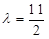 λ = 11/2